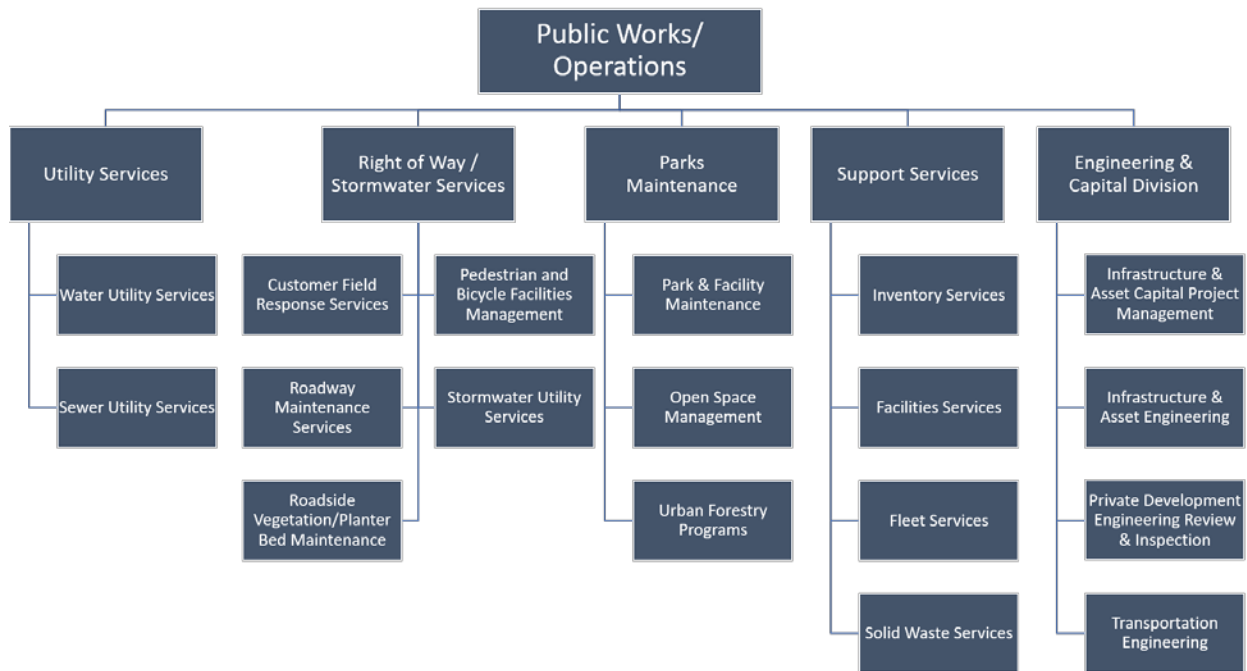 Public Works/
Operations
Utility Services
Right of Way /
Stormwater Services
Parks
Maintenance
Support Services
Engineering &
Capital Division
Water Utility Services
Sewer Utility Services
Customer Field
Response Services
Pedestrian and
Bicycle Facilities
Management
Roadway
Maintenance
Services
Stormwater Utility
Services
Roadside
Vegetation/Planter
Bed Maintenance
Park & Facility
Maintenance
Open Space
Management
Urban Forestry
Programs
Inventory Services
Facilities Services
Fleet Services
Solid Waste Services
Infrastructure &
Asset Capital Project
Management
Infrastructure &
Asset Engineering
Private Development
Engineering Review
& Inspection
Transportation
Engineering